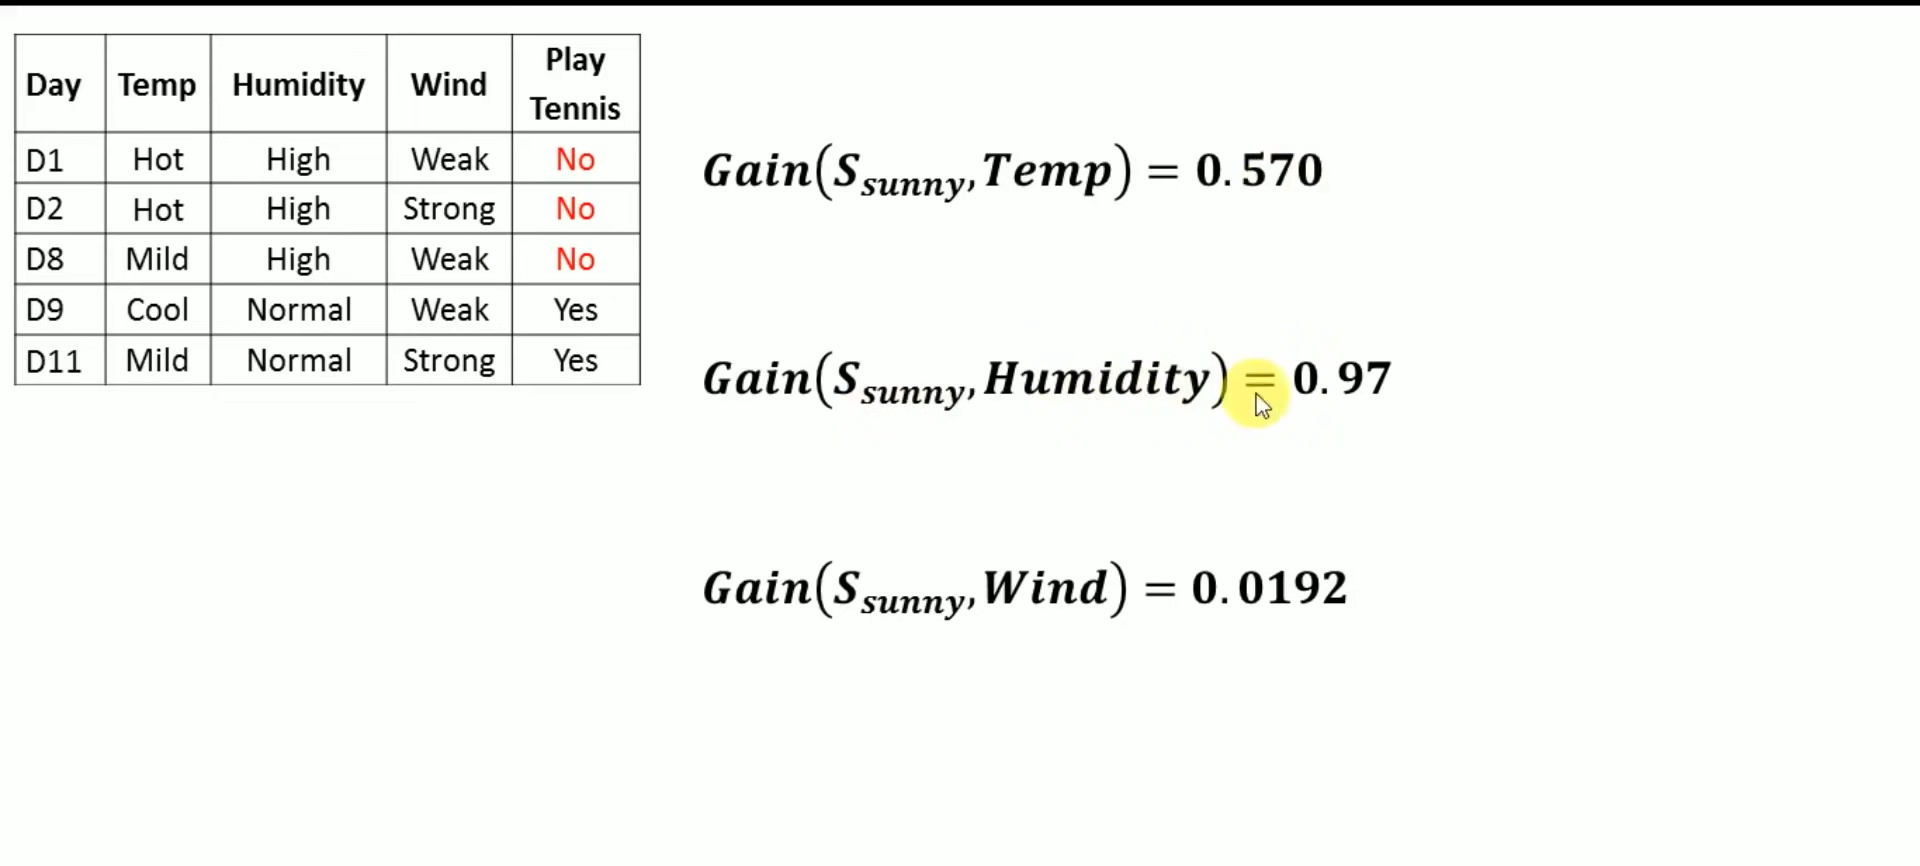 Day Temp Humidity Wind Play Tennis
D1 Hot High Weak No
D2 Hot High Strong No
D8 Mild High Weak No
D9 Cool Normal Weak Yes
D11 Mild Normal Strong Yes
Gain(S_sunny, Temp) = 0.570
Gain(S_sunny, Humidity) = 0.97
Gain(S_sunny, Wind) = 0.0192